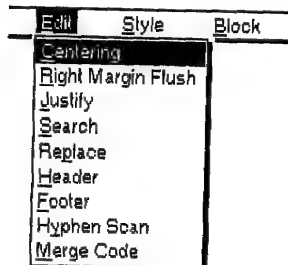 Edit Style Block
Centering
Right Margin Flush
Justify
Search
Replace
Header
Footer
Hyphen Scan
Merge Code